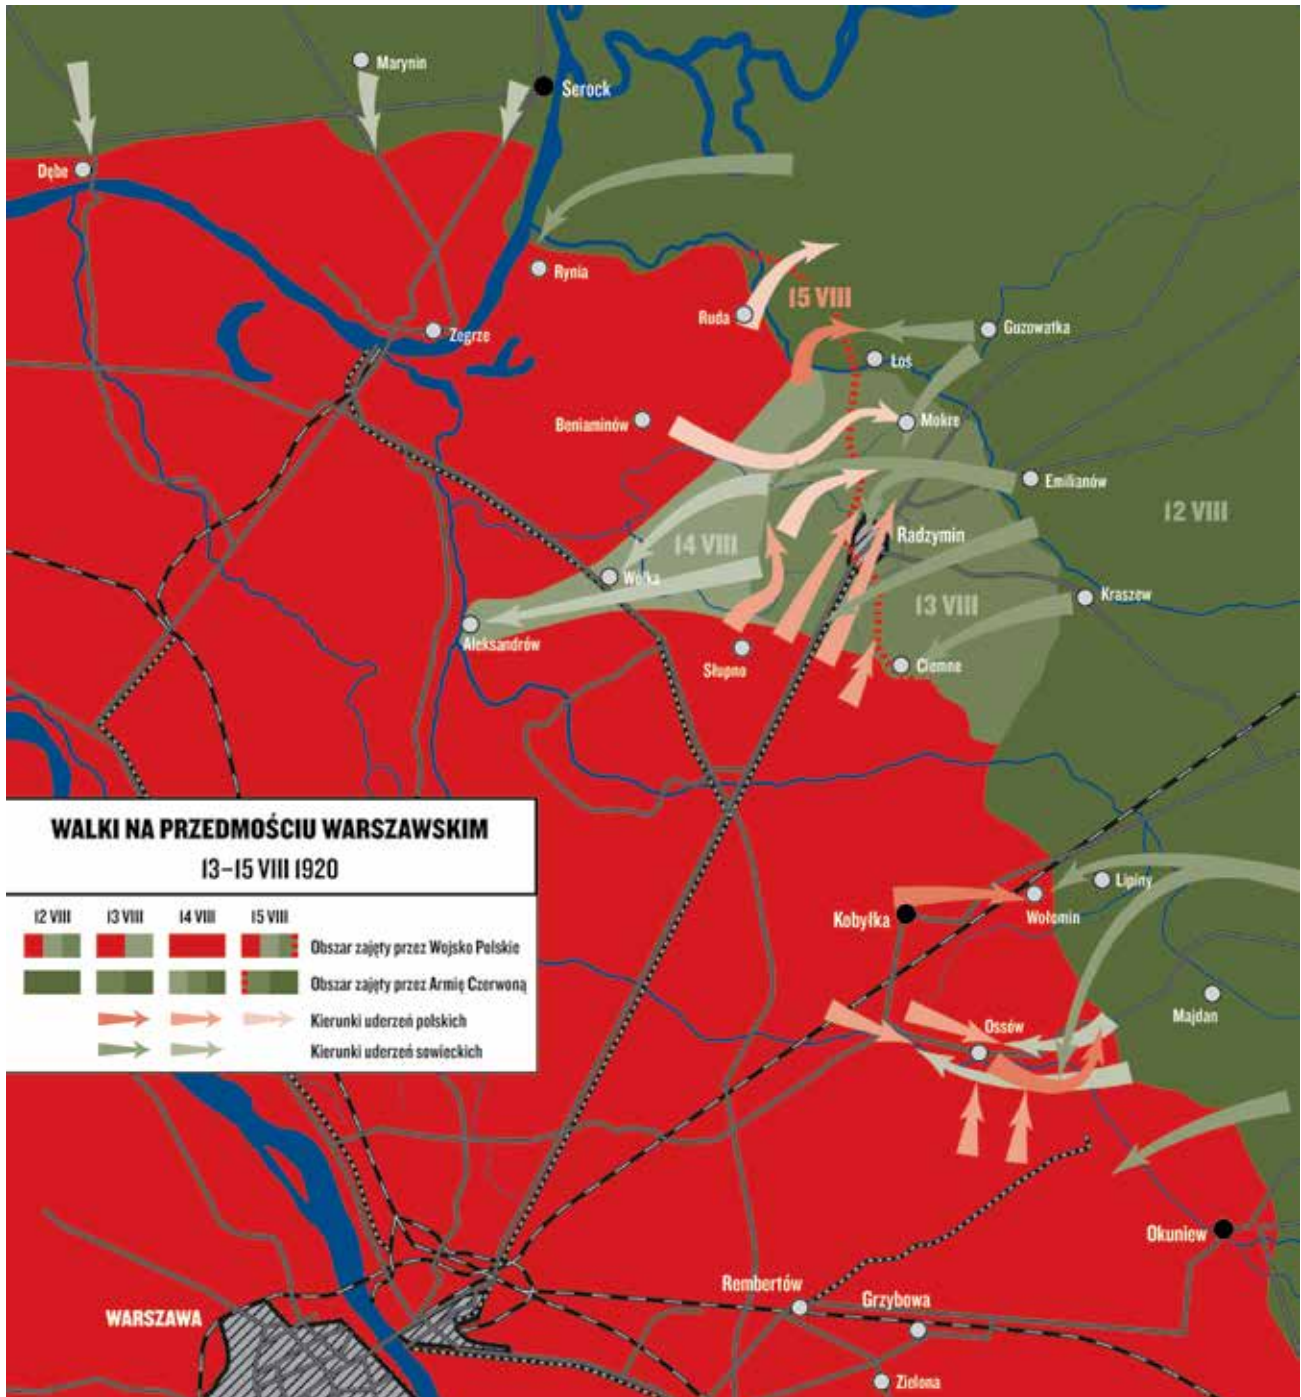 Marynin
Serock
Dębe
Rynia
15 VIII
Ruda
Guzowatka
Zegrze
Łoś
Beniaminów
Mokre
Emilianów
12 VIII
Radzymin
14 VIII
Wólka
Kraszew
13 VIII
Aleksandrów
Słupno
Ciemne
WALKI NA PRZEDMOŚCIU WARSZAWSKIM
13–15 VIII 1920
12 VIII 13 VIII 14 VIII 15 VIII
Obszar zajęty przez Wojsko Polskie
Obszar zajęty przez Armię Czerwoną
Kierunki uderzeń polskich
Kierunki uderzeń sowieckich
Lipiny
Kobyłka
Wołomin
Majdan
Ossów
Okuniew
Rembertów
Grzybowa
WARSZAWA
Zielona